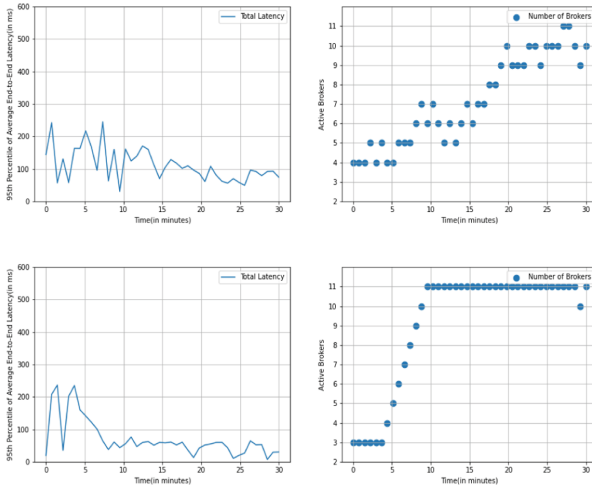 600
500
400
300
200
100
0
95th Percentile of Average End-to-End Latency(in ms)
Total Latency
0 5 10 15 20 25 30
Time(in minutes)
11
10
9
8
7
6
5
4
3
2
Active Brokers
Number of Brokers
0 5 10 15 20 25 30
Time(in minutes)
600
500
400
300
200
100
0
95th Percentile of Average End-to-End Latency(in ms)
Total Latency
0 5 10 15 20 25 30
Time(in minutes)
11
10
9
8
7
6
5
4
3
2
Active Brokers
Number of Brokers
0 5 10 15 20 25 30
Time(in minutes)